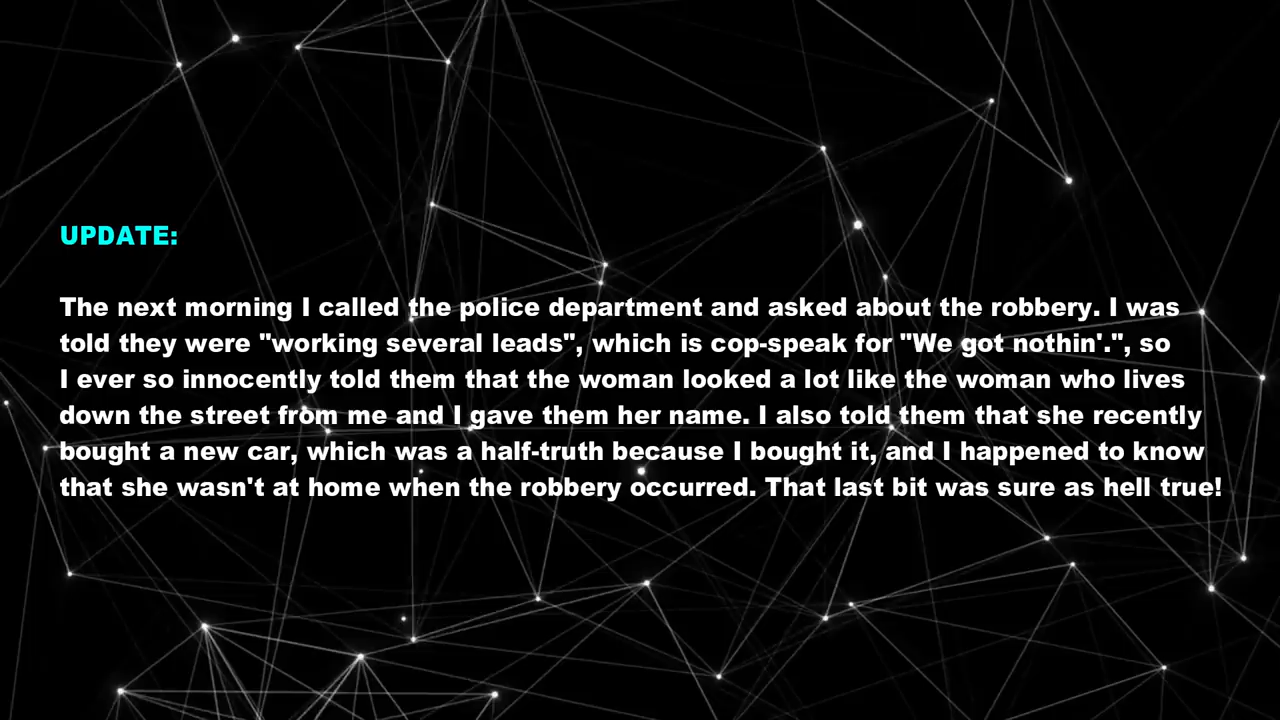 UPDATE:
The next morning I called the police department and asked about the robbery. I was
told they were "working several leads", which is cop-speak for "We got nothin'.", so
I ever so innocently told them that the woman looked a lot like the woman who lives
down the street from me and I gave them her name. I also told them that she recently
bought a new car, which was a half-truth because I bought it, and I happened to know
that she wasn't at home when the robbery occurred. That last bit was sure as hell true!